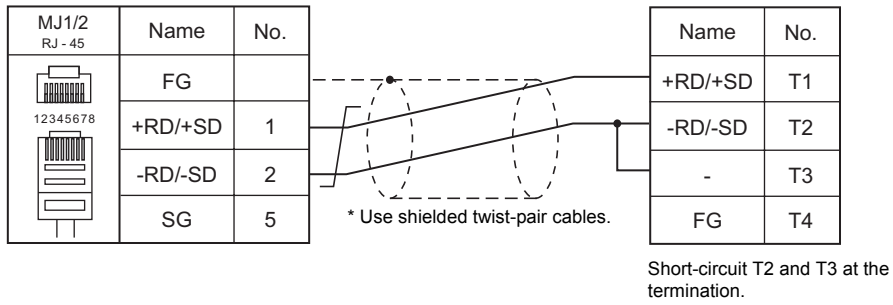 MJ1/2 Name No.
RJ - 45
FG
12345678
+RD/+SD 1
-RD/-SD 2
SG 5
* Use shielded twist-pair cables.
Name No.
+RD/+SD T1
-RD/-SD T2
- T3
FG T4
Short-circuit T2 and T3 at the
termination.